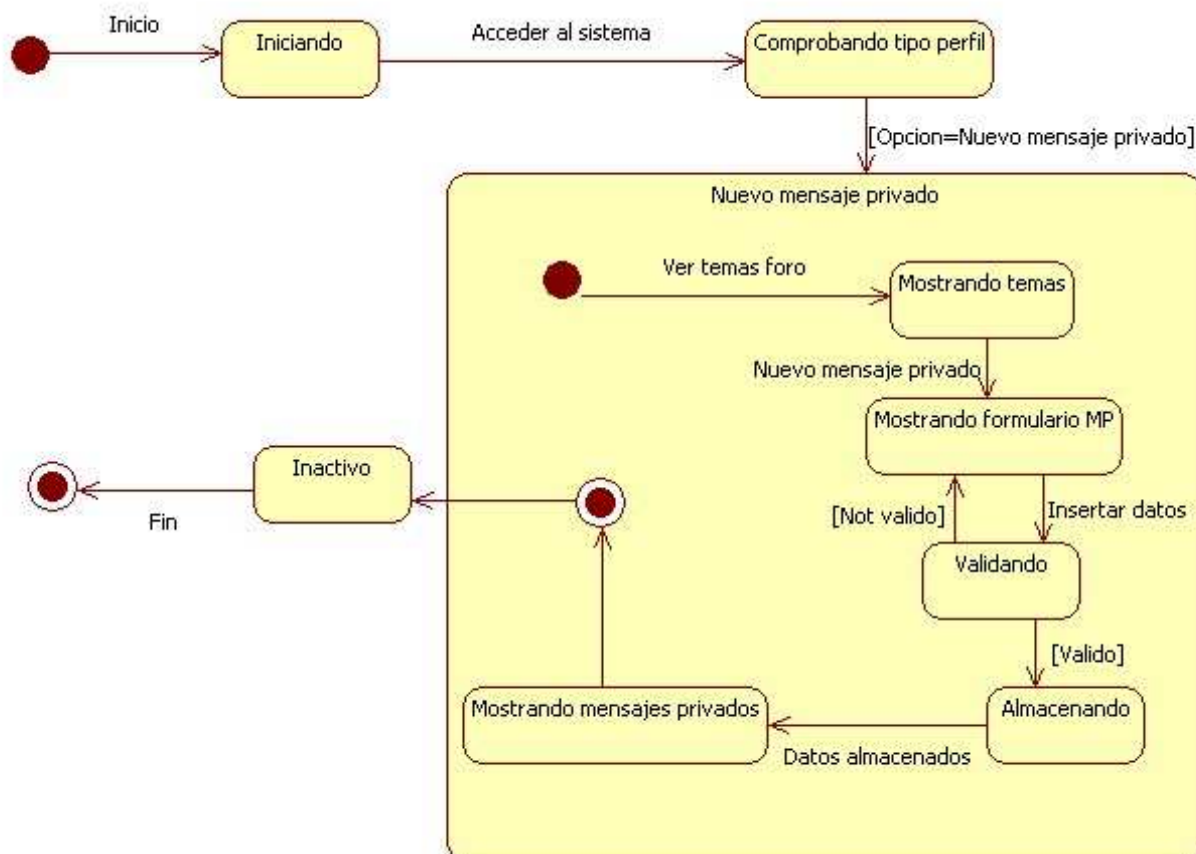 Inicio
Iniciando
Acceder al sistema
Comprobando tipo perfil
[Opcion=Nuevo mensaje privado]
Nuevo mensaje privado
Ver temas foro
Mostrando temas
Nuevo mensaje privado
Mostrando formulario MP
[Not valido]
Insertar datos
Validando
[Valido]
Almacenando
Datos almacenados
Mostrando mensajes privados
Inactivo
Fin